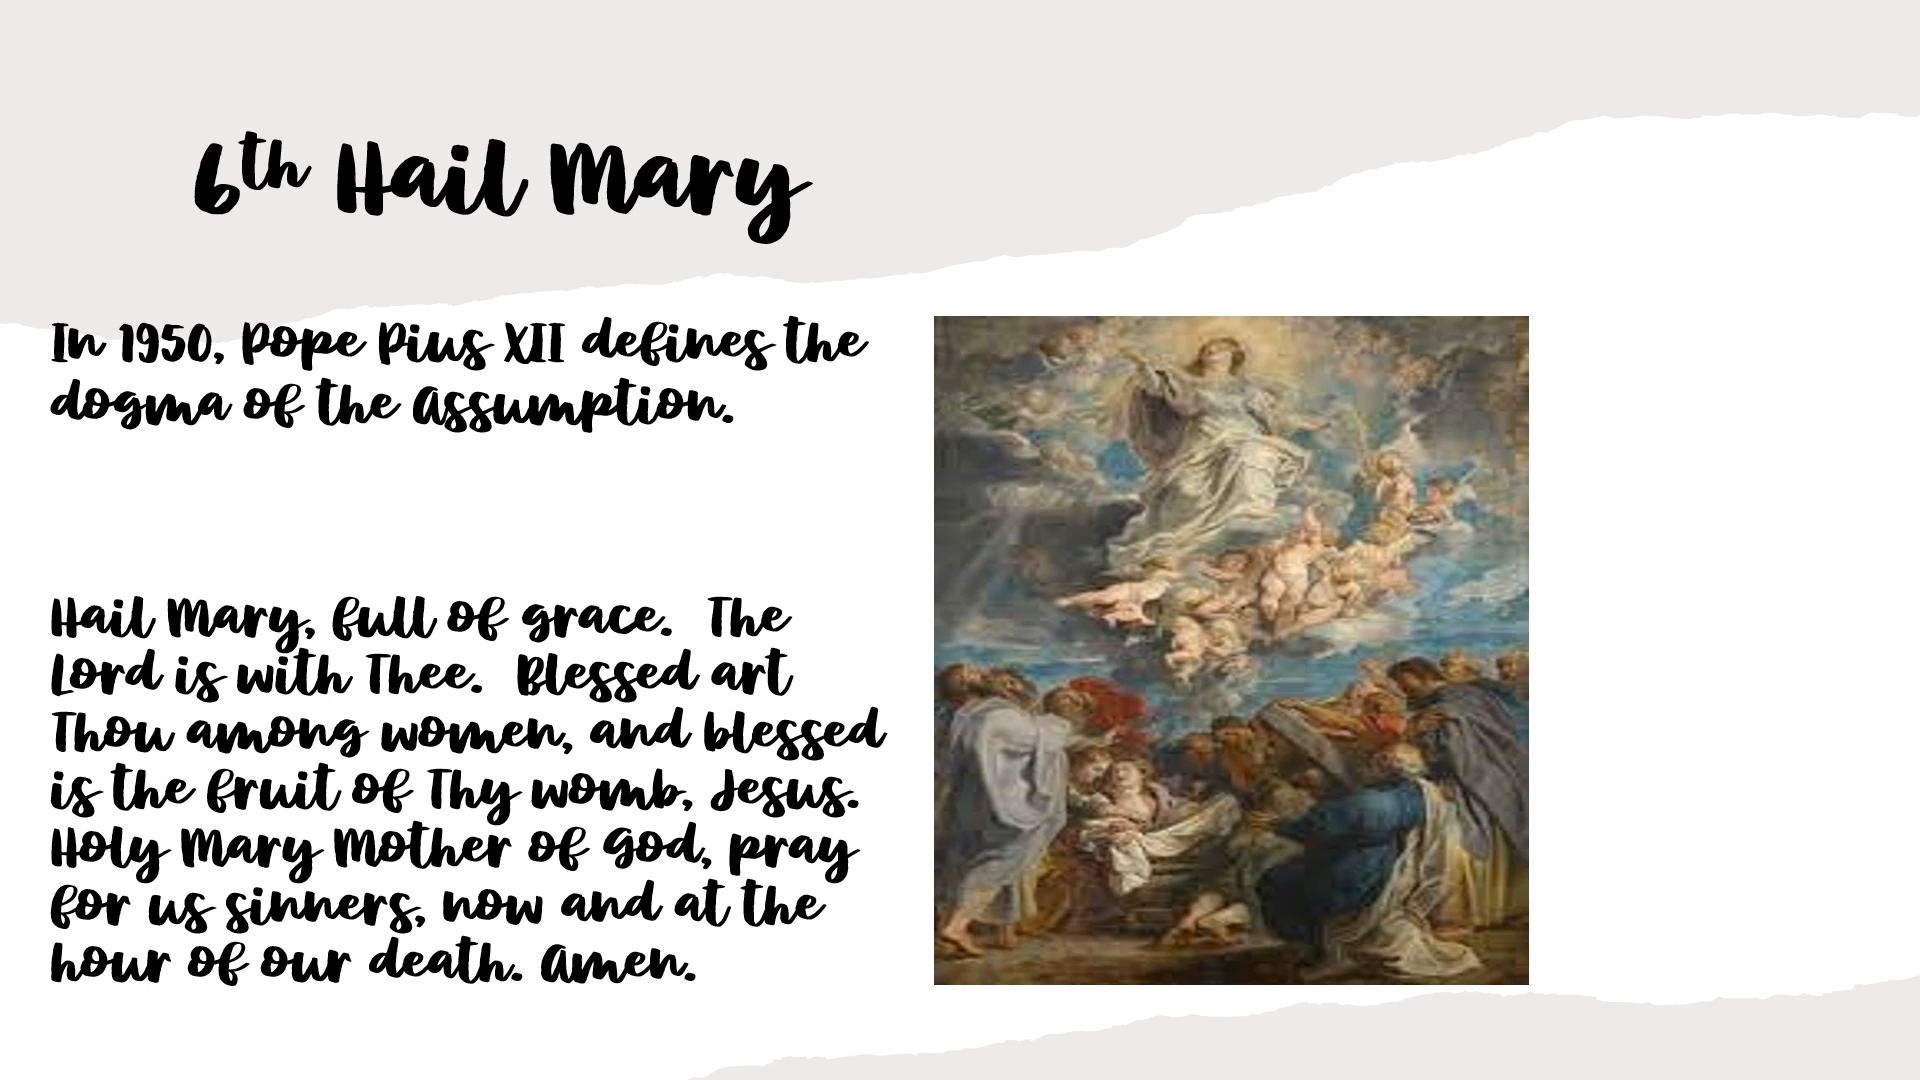 6th Hail Mary
In 1950, Pope Pius XII defines the
dogma of the Assumption.
Hail Mary, full of grace.  The
Lord is with Thee.  Blessed art
Thou among women, and blessed
is the fruit of Thy womb, Jesus.
Holy Mary Mother of God, pray
for us sinners, now and at the
hour of our death. Amen.